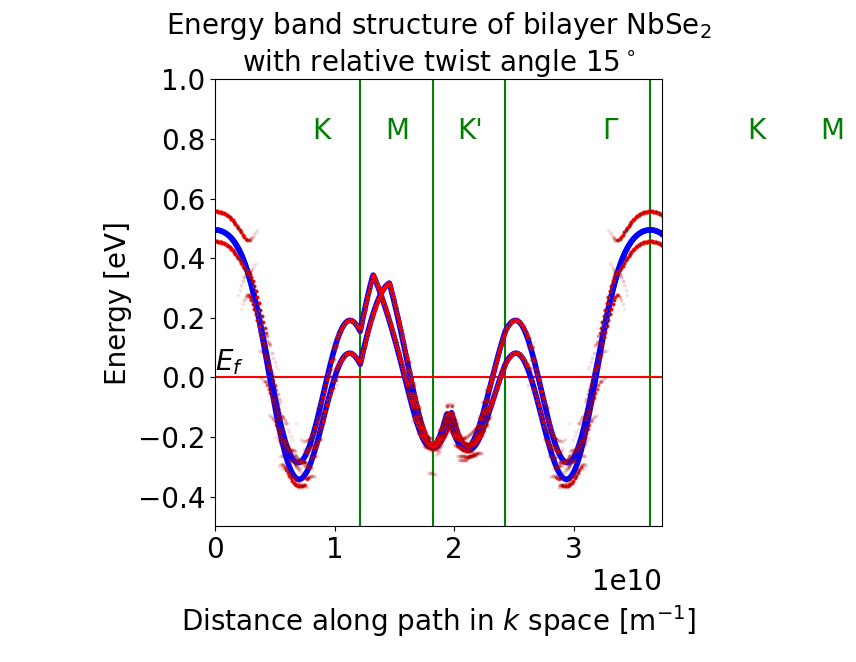 Energy band structure of bilayer NbSe₂
with relative twist angle 15°
1.0
K M K' Γ K M
0.8
0.6
0.4
0.2
E_f
0.0
−0.2
−0.4
Energy [eV]
0 1 2 3
1e10
Distance along path in k space [m⁻¹]